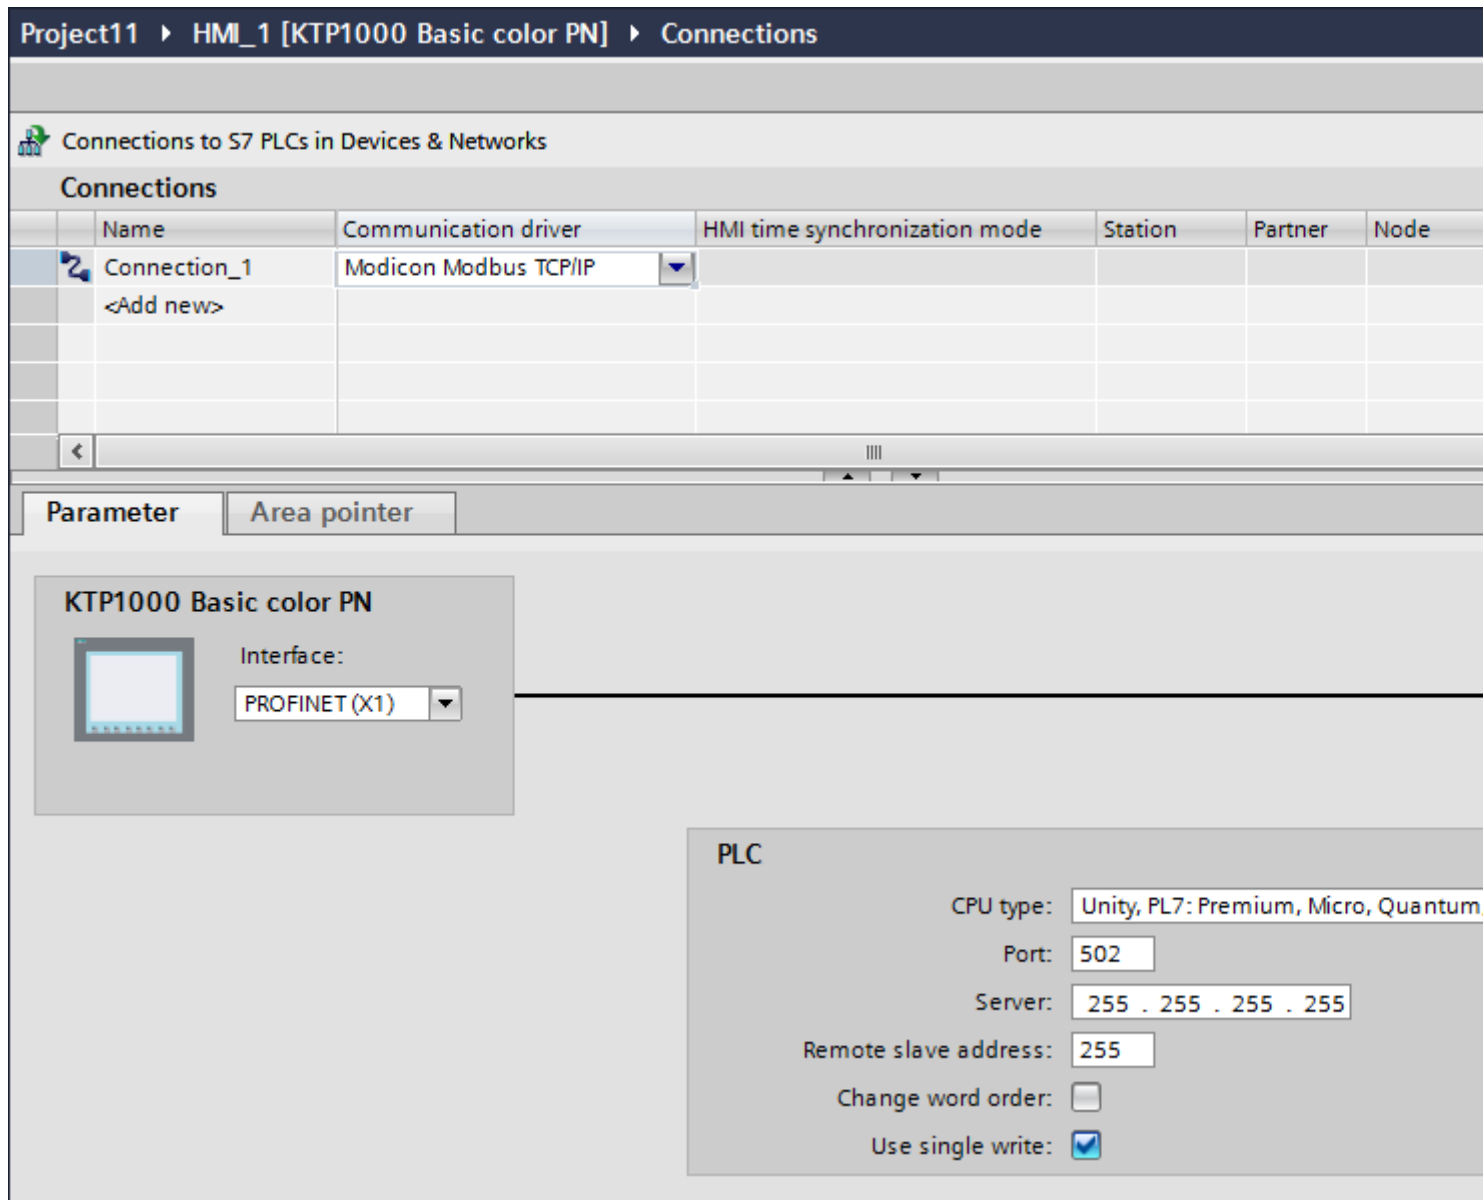 Project11 ▸ HMI_1 [KTP1000 Basic color PN] ▸ Connections
Connections to S7 PLCs in Devices & Networks
Connections
Name Communication driver HMI time synchronization mode Station Partner Node
Connection_1 Modicon Modbus TCP/IP
<Add new>
Parameter Area pointer
KTP1000 Basic color PN
Interface:
PROFINET (X1)
PLC
CPU type: Unity, PL7: Premium, Micro, Quantum,
Port: 502
Server: 255 . 255 . 255 . 255
Remote slave address: 255
Change word order:
Use single write: